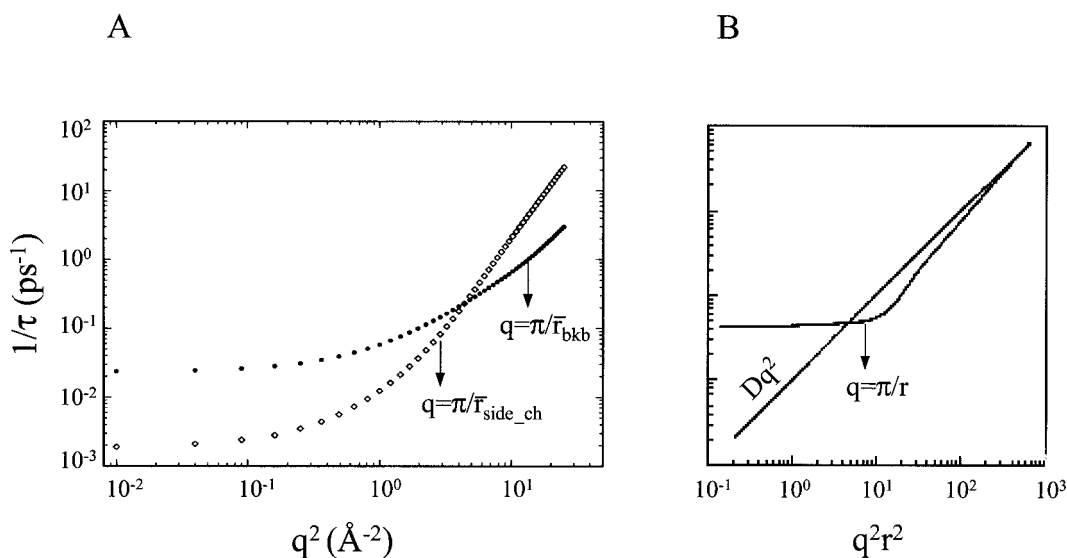 A
B
10²
10¹
10⁰
10⁻¹
10⁻²
10⁻³
1/τ (ps⁻¹)
q=π/r̄bkb
q=π/r̄side_ch
10⁻² 10⁻¹ 10⁰ 10¹
q² (Å⁻²)
Dq²
q=π/r
10⁻¹ 10⁰ 10¹ 10² 10³
q²r²